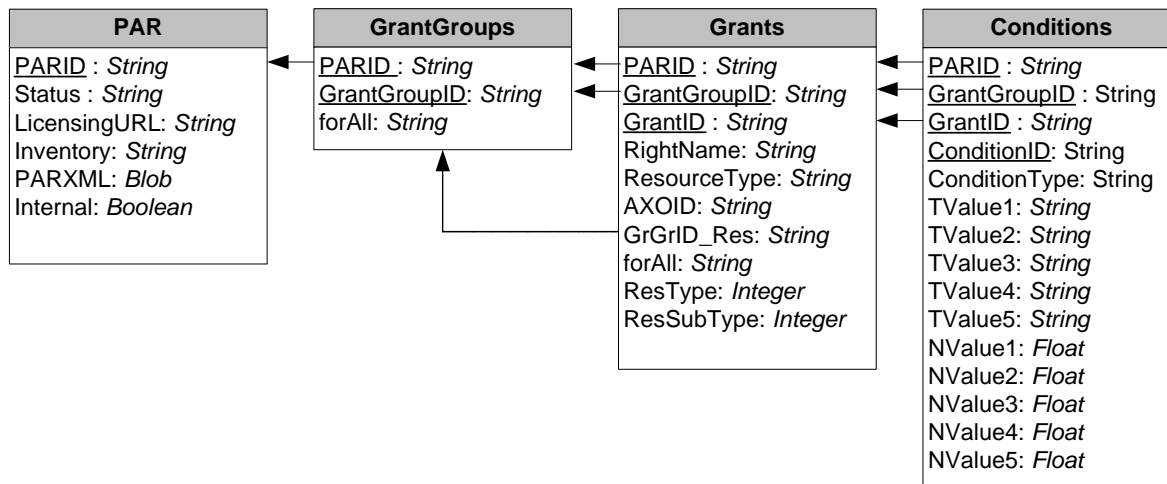 PAR
PARID : String
Status : String
LicensingURL: String
Inventory: String
PARXML: Blob
Internal: Boolean
GrantGroups
PARID : String
GrantGroupID: String
forAll: String
Grants
PARID : String
GrantGroupID: String
GrantID : String
RightName: String
ResourceType: String
AXOID: String
GrGrID_Res: String
forAll: String
ResType: Integer
ResSubType: Integer
Conditions
PARID : String
GrantGroupID : String
GrantID : String
ConditionID: String
ConditionType: String
TValue1: String
TValue2: String
TValue3: String
TValue4: String
TValue5: String
NValue1: Float
NValue2: Float
NValue3: Float
NValue4: Float
NValue5: Float